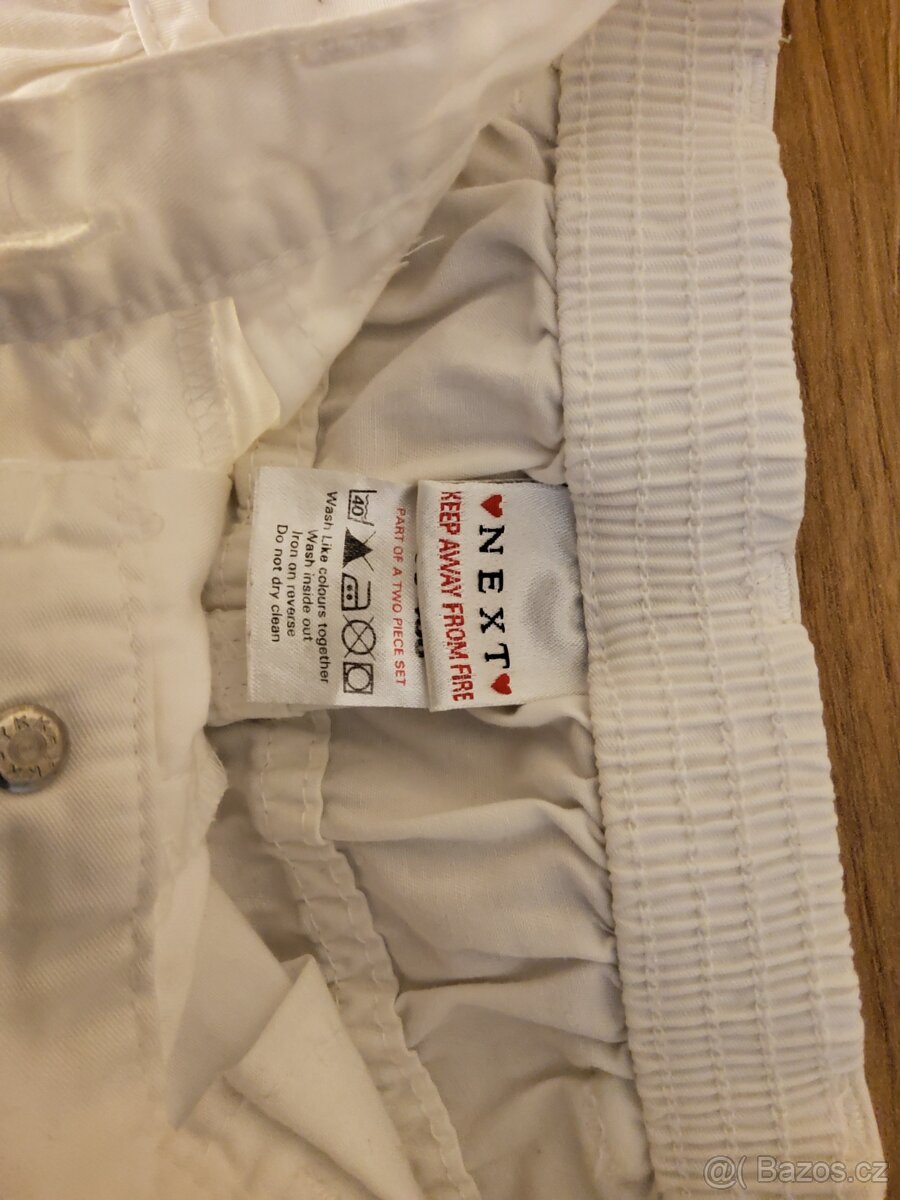 ♥NEXT♥
KEEP AWAY FROM FIRE
PART OF A TWO PIECE SET
40
Wash Like colours together
Wash inside out
Iron on reverse
Do not dry clean
@( Bazos.cz